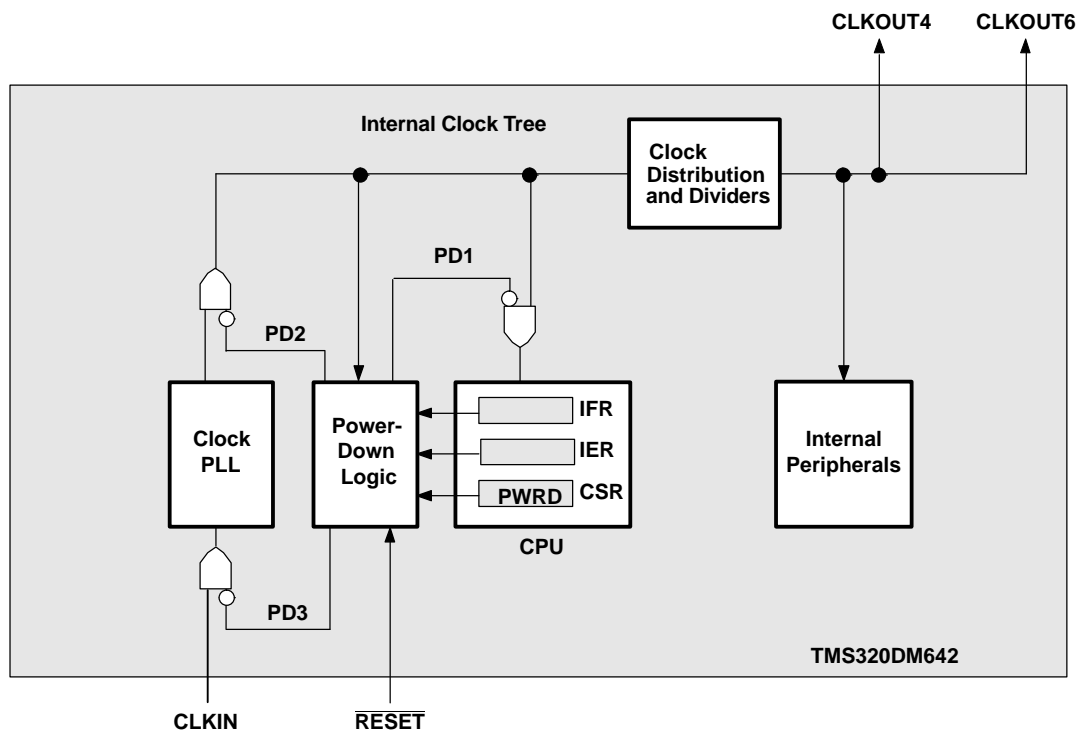 CLKOUT4
CLKOUT6
Internal Clock Tree
Clock
Distribution
and Dividers
PD1
PD2
Clock
PLL
Power-
Down
Logic
IFR
IER
PWRD
CSR
CPU
Internal
Peripherals
PD3
TMS320DM642
CLKIN
RESET